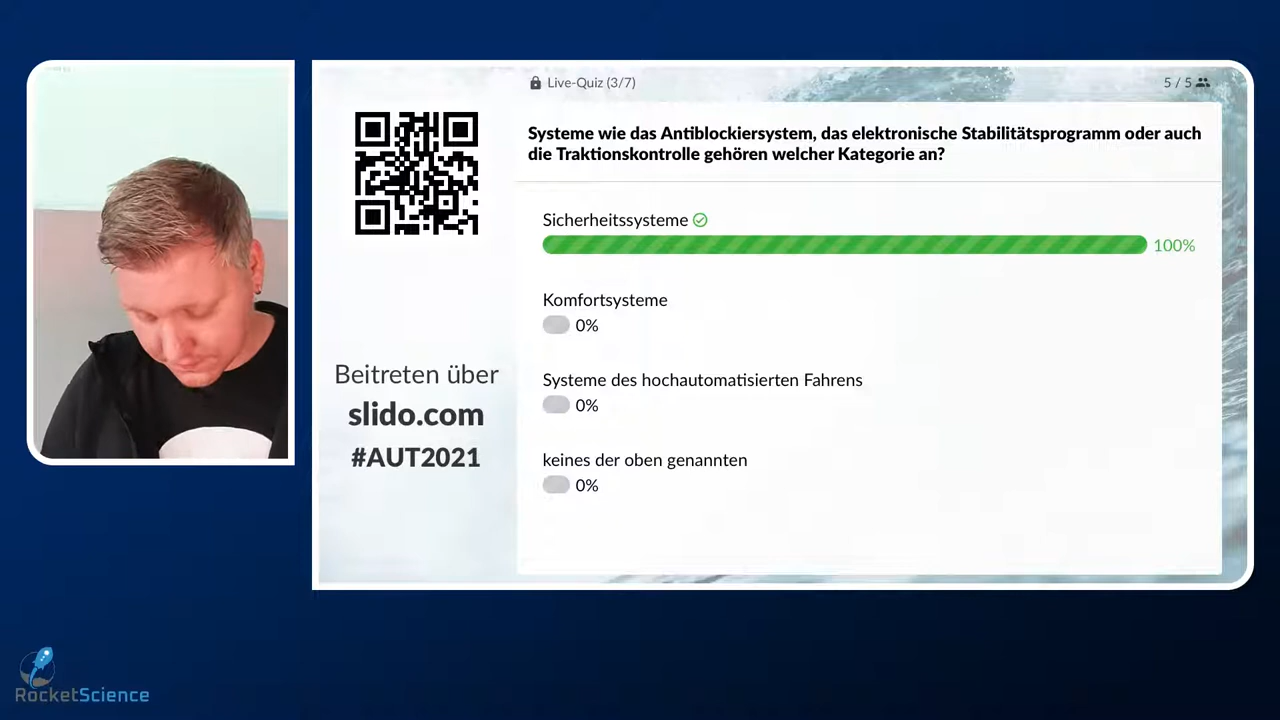 Live-Quiz (3/7)
5 / 5
Systeme wie das Antiblockiersystem, das elektronische Stabilitätsprogramm oder auch
die Traktionskontrolle gehören welcher Kategorie an?
Sicherheitssysteme
100%
Komfortsysteme
0%
Systeme des hochautomatisierten Fahrens
0%
keines der oben genannten
0%
Beitreten über
slido.com
#AUT2021
RocketScience